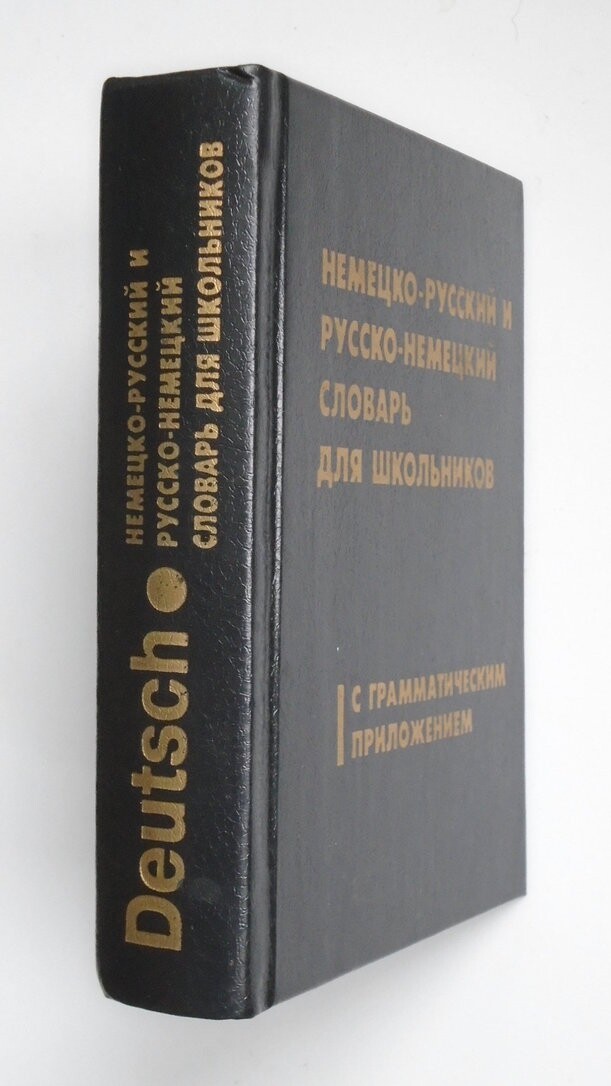 Deutsch
НЕМЕЦКО-РУССКИЙ И
РУССКО-НЕМЕЦКИЙ
СЛОВАРЬ ДЛЯ ШКОЛЬНИКОВ
НЕМЕЦКО-РУССКИЙ И
РУССКО-НЕМЕЦКИЙ
СЛОВАРЬ
ДЛЯ ШКОЛЬНИКОВ
С ГРАММАТИЧЕСКИМ
ПРИЛОЖЕНИЕМ